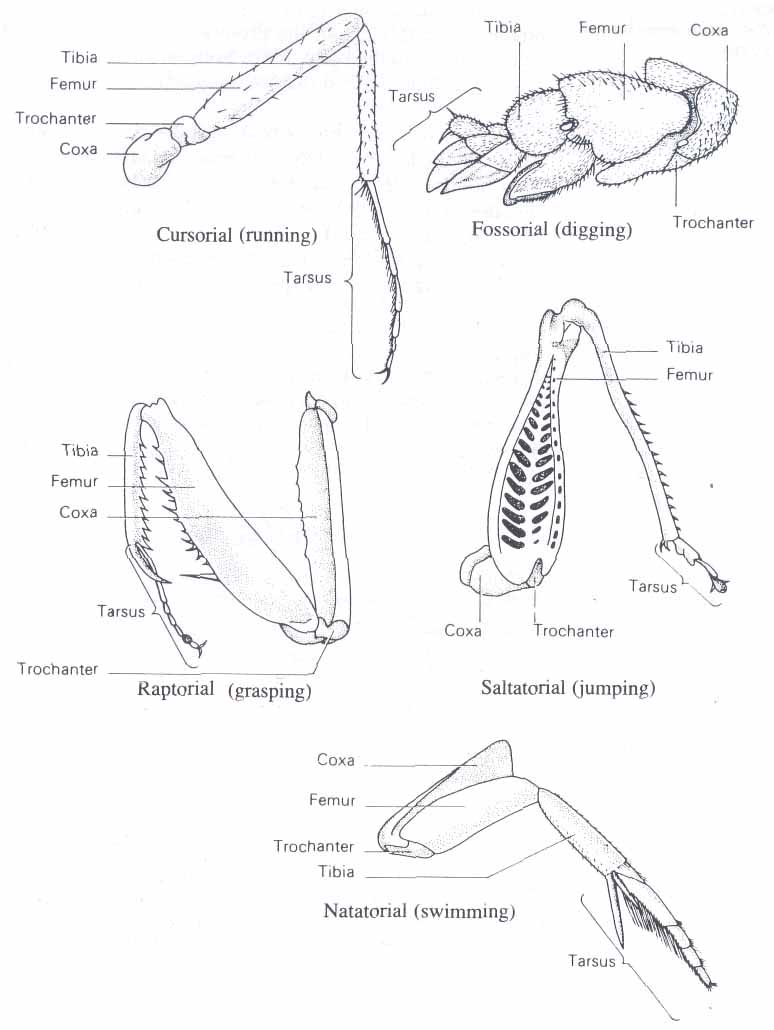 Tibia
Femur
Trochanter
Coxa
Cursorial (running)
Tarsus
Tibia
Femur
Coxa
Tarsus
Trochanter
Fossorial (digging)
Tibia
Femur
Coxa
Tarsus
Trochanter
Raptorial (grasping)
Tibia
Femur
Tarsus
Coxa
Trochanter
Saltatorial (jumping)
Coxa
Femur
Trochanter
Tibia
Natatorial (swimming)
Tarsus